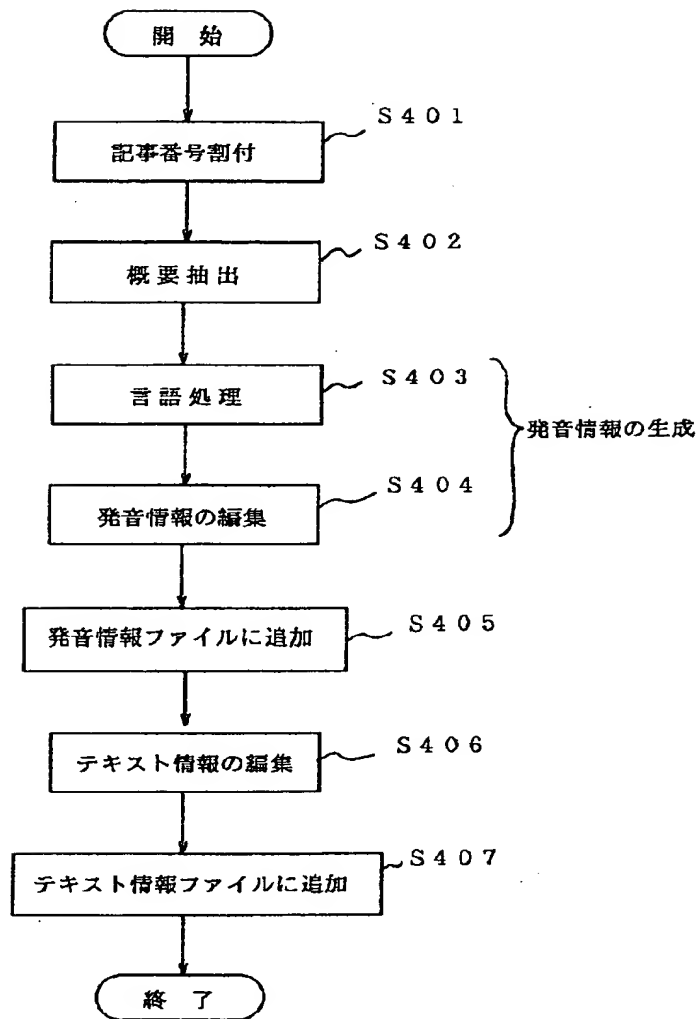 開 始
S401
記事番号割付
S402
概要抽出
S403
言語処理
発音情報の生成
S404
発音情報の編集
S405
発音情報ファイルに追加
S406
テキスト情報の編集
S407
テキスト情報ファイルに追加
終 了